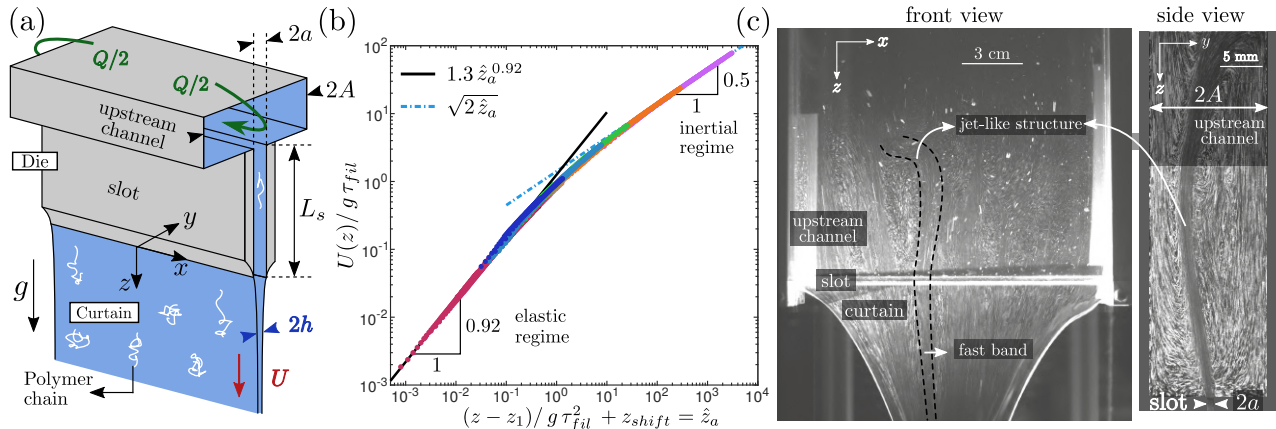 (a)
2a
Q/2
Q/2
2A
upstream
channel
Die
slot
L_s
y
x
z
g
Curtain
2h
U
Polymer
chain
(b)
U(z)/ g τ_fil
10^2
10^1
10^0
10^-1
10^-2
10^-3
1.3 ẑ_a^0.92
√2 ẑ_a
0.5
1
inertial
regime
0.92
1
elastic
regime
10^-3
10^-2
10^-1
10^0
10^1
10^2
10^3
10^4
(z − z_1)/ g τ_fil^2 + z_shift = ẑ_a
(c)
front view
x
z
3 cm
jet-like structure
upstream
channel
slot
curtain
fast band
side view
y
z
5 mm
2A
upstream
channel
slot
2a